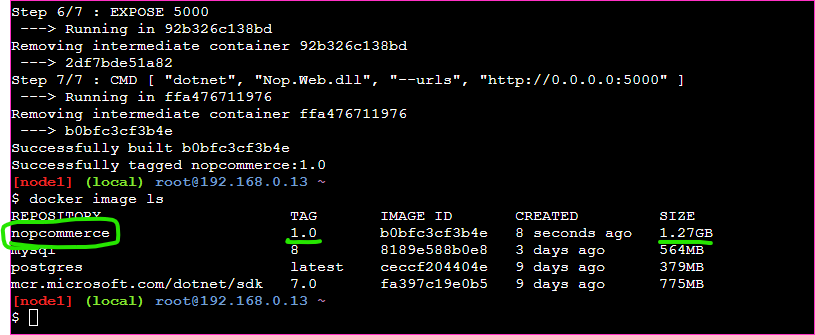 Step 6/7 : EXPOSE 5000
---> Running in 92b326c138bd
Removing intermediate container 92b326c138bd
---> 2df7bde51a82
Step 7/7 : CMD [ "dotnet", "Nop.Web.dll", "--urls", "http://0.0.0.0:5000" ]
---> Running in ffa476711976
Removing intermediate container ffa476711976
---> b0bfc3cf3b4e
Successfully built b0bfc3cf3b4e
Successfully tagged nopcommerce:1.0
[node1] (local) root@192.168.0.13 ~
$ docker image ls
REPOSITORY TAG IMAGE ID CREATED SIZE
nopcommerce 1.0 b0bfc3cf3b4e 8 seconds ago 1.27GB
mysql 8 8189e588b0e8 3 days ago 564MB
postgres latest ceccf204404e 9 days ago 379MB
mcr.microsoft.com/dotnet/sdk 7.0 fa397c19e0b5 9 days ago 775MB
[node1] (local) root@192.168.0.13 ~
$